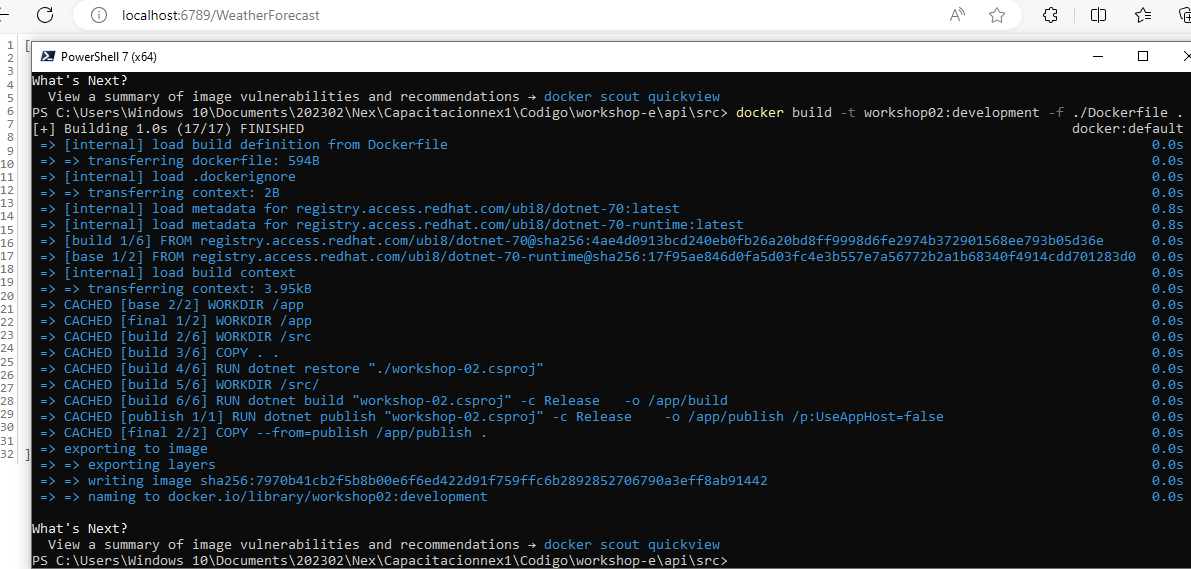 localhost:6789/WeatherForecast
1 [
2
3
4
5
6
7
8
9
10
11
12
13
14
15
16
17
18
19
20
21
22
23
24
25
26
27
28
29
30
31
32 ]
PowerShell 7 (x64)
What's Next?
View a summary of image vulnerabilities and recommendations → docker scout quickview
PS C:\Users\Windows 10\Documents\202302\Nex\Capacitacionnex1\Codigo\workshop-e\api\src> docker build -t workshop02:development -f ./Dockerfile .
[+] Building 1.0s (17/17) FINISHED docker:default
=> [internal] load build definition from Dockerfile 0.0s
=> => transferring dockerfile: 594B 0.0s
=> [internal] load .dockerignore 0.0s
=> => transferring context: 2B 0.0s
=> [internal] load metadata for registry.access.redhat.com/ubi8/dotnet-70:latest 0.8s
=> [internal] load metadata for registry.access.redhat.com/ubi8/dotnet-70-runtime:latest 0.8s
=> [build 1/6] FROM registry.access.redhat.com/ubi8/dotnet-70@sha256:4ae4d0913bcd240eb0fb26a20bd8ff9998d6fe2974b372901568ee793b05d36e 0.0s
=> [base 1/2] FROM registry.access.redhat.com/ubi8/dotnet-70-runtime@sha256:17f95ae846d0fa5d03fc4e3b557e7a56772b2a1b68340f4914cdd701283d0 0.0s
=> [internal] load build context 0.0s
=> => transferring context: 3.95kB 0.0s
=> CACHED [base 2/2] WORKDIR /app 0.0s
=> CACHED [final 1/2] WORKDIR /app 0.0s
=> CACHED [build 2/6] WORKDIR /src 0.0s
=> CACHED [build 3/6] COPY . . 0.0s
=> CACHED [build 4/6] RUN dotnet restore "./workshop-02.csproj" 0.0s
=> CACHED [build 5/6] WORKDIR /src/ 0.0s
=> CACHED [build 6/6] RUN dotnet build "workshop-02.csproj" -c Release   -o /app/build 0.0s
=> CACHED [publish 1/1] RUN dotnet publish "workshop-02.csproj" -c Release    -o /app/publish /p:UseAppHost=false 0.0s
=> CACHED [final 2/2] COPY --from=publish /app/publish . 0.0s
=> exporting to image 0.0s
=> => exporting layers 0.0s
=> => writing image sha256:7970b41cb2f5b8b00e6f6ed422d91f759ffc6b2892852706790a3eff8ab91442 0.0s
=> => naming to docker.io/library/workshop02:development 0.0s
What's Next?
View a summary of image vulnerabilities and recommendations → docker scout quickview
PS C:\Users\Windows 10\Documents\202302\Nex\Capacitacionnex1\Codigo\workshop-e\api\src>